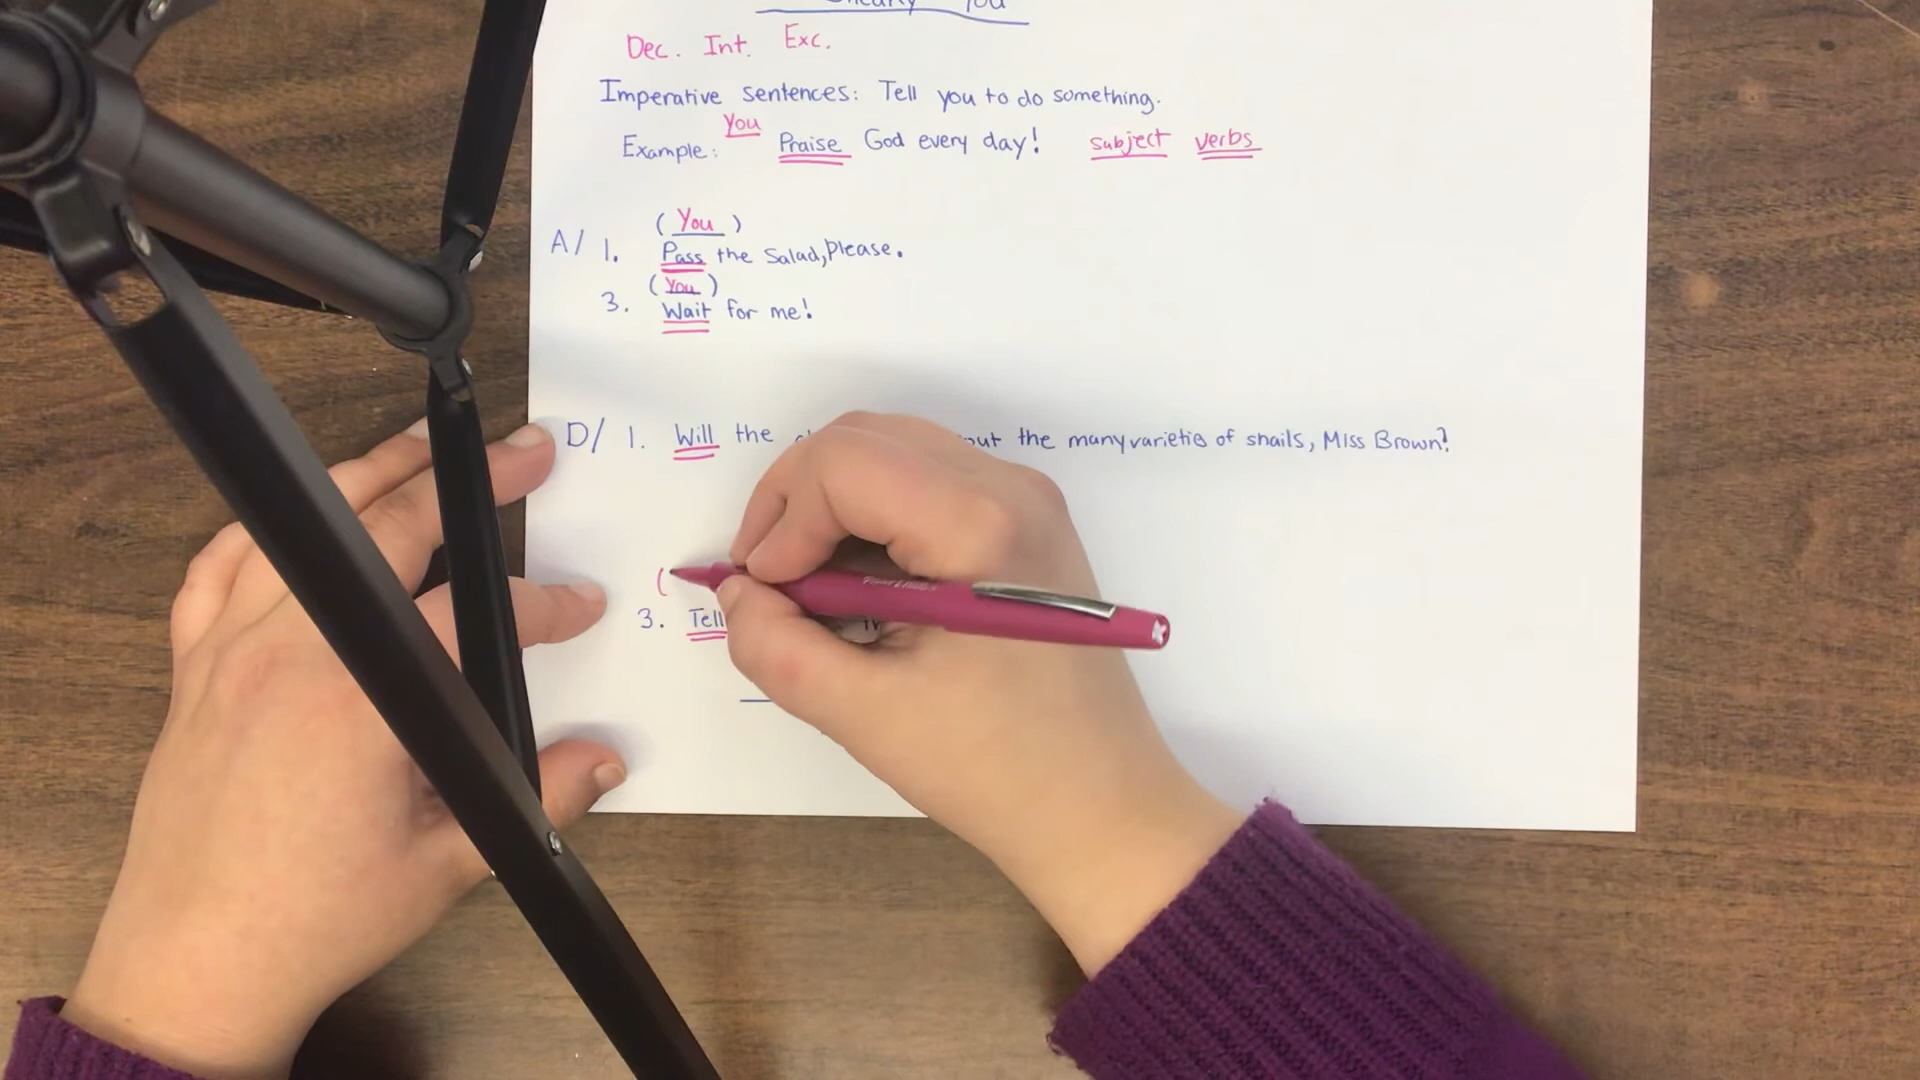 You
Dec. Int. Exc.
Imperative sentences: Tell you to do something.
You
Example: Praise God every day! subject verbs
(You)
A/ 1. Pass the Salad, Please.
(You)
3. Wait for me!
D/ 1. Will the the many varietis of snails, Miss Brown?
(
3. Tell